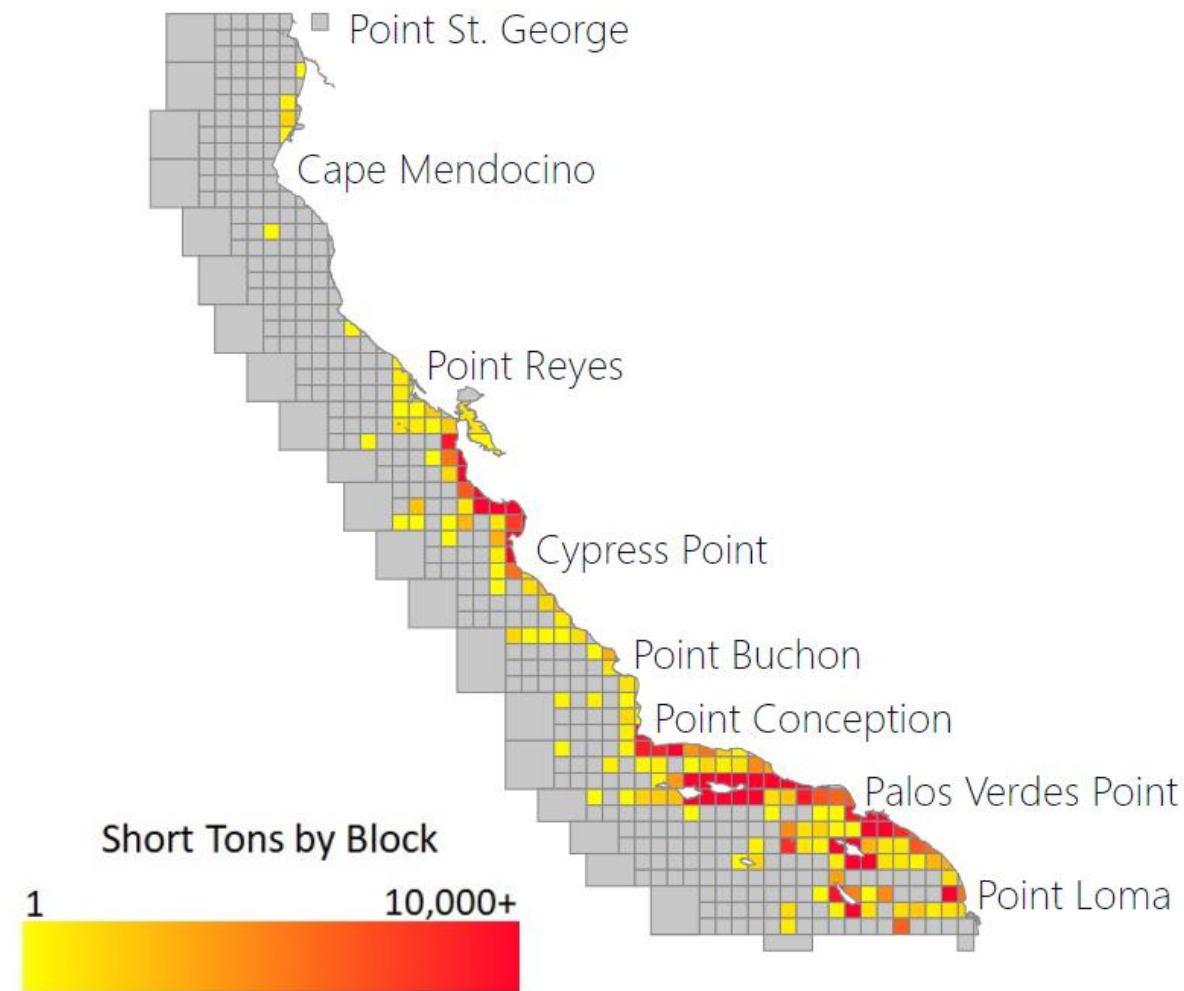 Point St. George
Cape Mendocino
Point Reyes
Cypress Point
Point Buchon
Point Conception
Palos Verdes Point
Short Tons by Block
1 10,000+
Point Loma